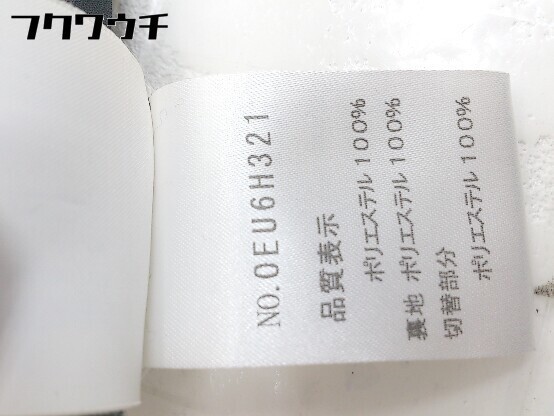 フクワウチ
NO.0EU6H321
品質表示
ポリエステル100%
裏地 ポリエステル100%
切替部分
ポリエステル100%